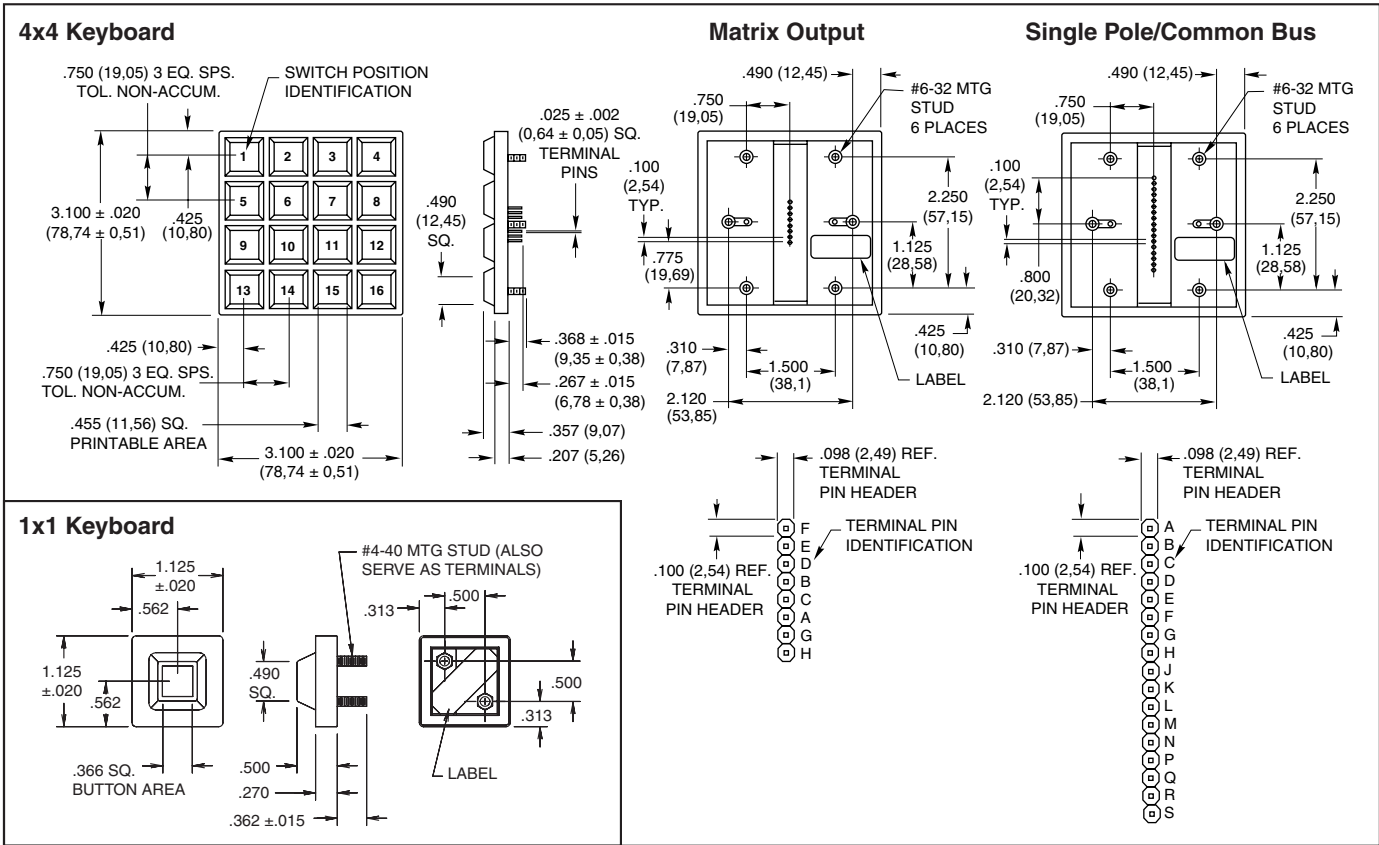 4x4 Keyboard
.750 (19,05) 3 EQ. SPS.
TOL. NON-ACCUM.
SWITCH POSITION
IDENTIFICATION
3.100 ± .020
(78,74 ± 0,51)
.425
(10,80)
1 2 3 4
5 6 7 8
9 10 11 12
13 14 15 16
.425 (10,80)
.750 (19,05) 3 EQ. SPS.
TOL. NON-ACCUM.
.455 (11,56) SQ.
PRINTABLE AREA
3.100 ± .020
(78,74 ± 0,51)
.025 ± .002
(0,64 ± 0,05) SQ.
TERMINAL
PINS
.490
(12,45)
SQ.
.368 ± .015
(9,35 ± 0,38)
.267 ± .015
(6,78 ± 0,38)
.357 (9,07)
.207 (5,26)
Matrix Output
.490 (12,45)
.750
(19,05)
#6-32 MTG
STUD
6 PLACES
.100
(2,54)
TYP.
2.250
(57,15)
1.125
(28,58)
.775
(19,69)
.425
(10,80)
.310
(7,87)
1.500
(38,1)
LABEL
2.120
(53,85)
.098 (2,49) REF.
TERMINAL
PIN HEADER
TERMINAL PIN
IDENTIFICATION
.100 (2,54) REF.
TERMINAL
PIN HEADER
F
E
D
B
C
A
G
H
Single Pole/Common Bus
.490 (12,45)
.750
(19,05)
#6-32 MTG
STUD
6 PLACES
.100
(2,54)
TYP.
2.250
(57,15)
1.125
(28,58)
.800
(20,32)
.425
(10,80)
.310 (7,87)
1.500
(38,1)
LABEL
2.120 (53,85)
.098 (2,49) REF.
TERMINAL
PIN HEADER
TERMINAL PIN
IDENTIFICATION
.100 (2,54) REF.
TERMINAL
PIN HEADER
A
B
C
D
E
F
G
H
J
K
L
M
N
P
Q
R
S
1x1 Keyboard
1.125
±.020
.562
1.125
±.020
.562
.366 SQ.
BUTTON AREA
#4-40 MTG STUD (ALSO
SERVE AS TERMINALS)
.490
SQ.
.500
.270
.362 ±.015
.313
.500
.500
.313
LABEL